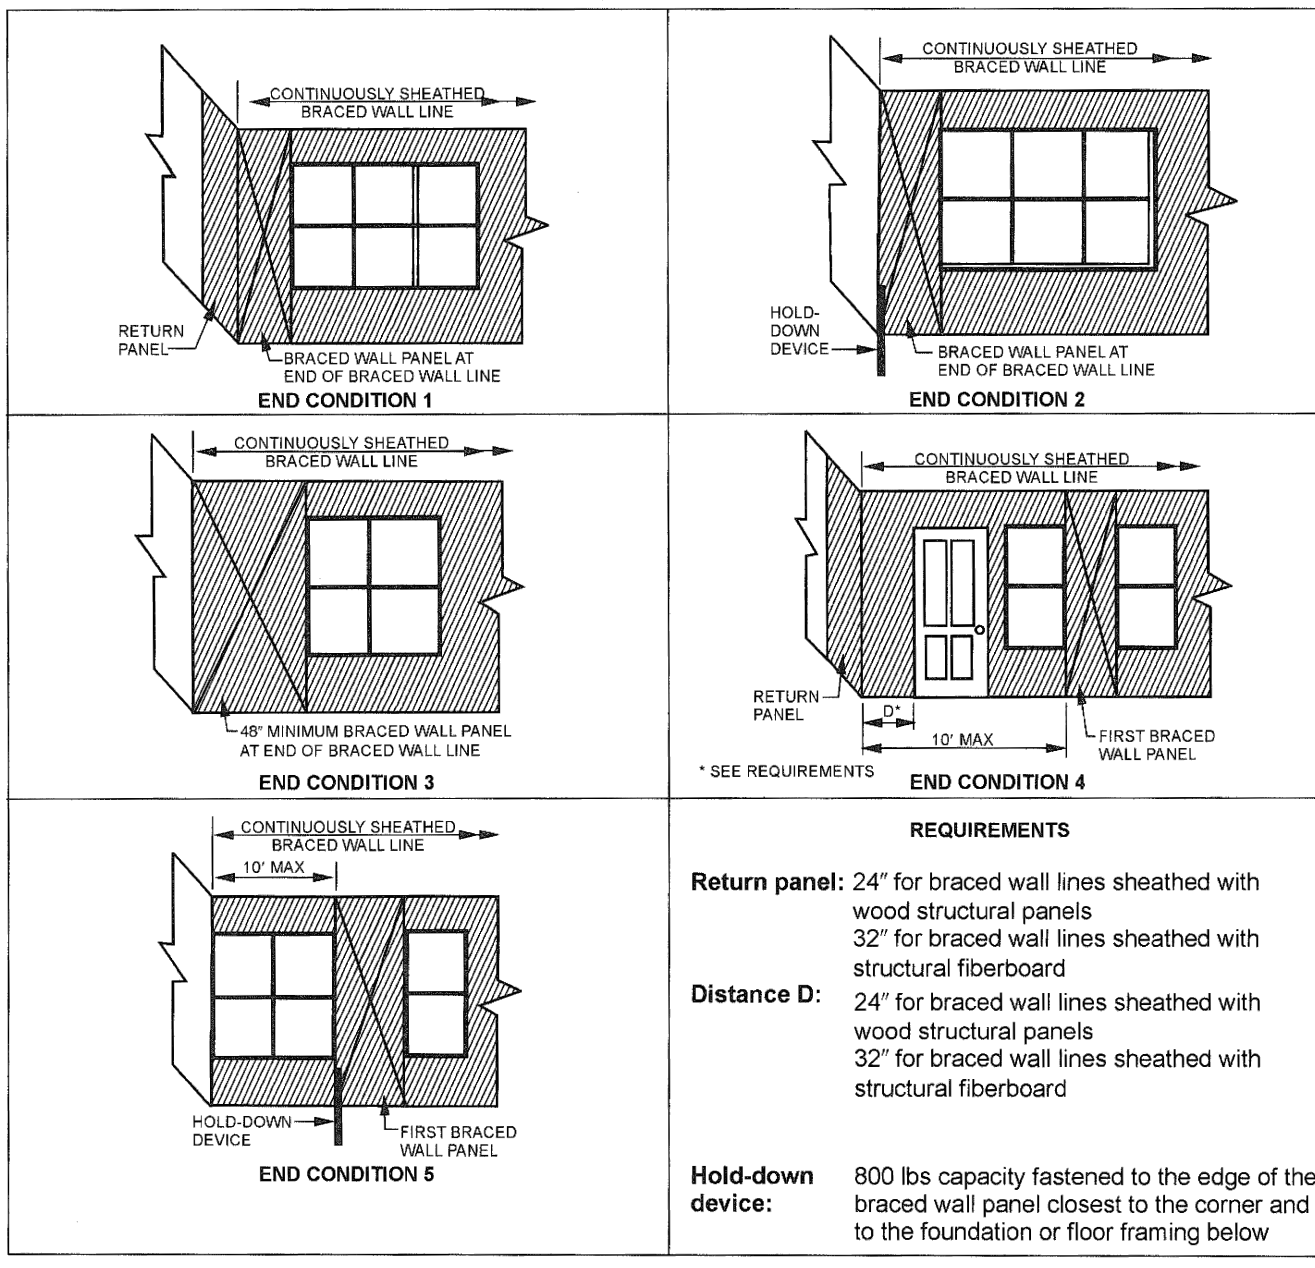 CONTINUOUSLY SHEATHED
BRACED WALL LINE
RETURN
PANEL
BRACED WALL PANEL AT
END OF BRACED WALL LINE
END CONDITION 1
CONTINUOUSLY SHEATHED
BRACED WALL LINE
HOLD-
DOWN
DEVICE
BRACED WALL PANEL AT
END OF BRACED WALL LINE
END CONDITION 2
CONTINUOUSLY SHEATHED
BRACED WALL LINE
48" MINIMUM BRACED WALL PANEL
AT END OF BRACED WALL LINE
END CONDITION 3
CONTINUOUSLY SHEATHED
BRACED WALL LINE
RETURN
PANEL
D*
10' MAX
FIRST BRACED
WALL PANEL
* SEE REQUIREMENTS
END CONDITION 4
CONTINUOUSLY SHEATHED
BRACED WALL LINE
10' MAX
HOLD-DOWN
DEVICE
FIRST BRACED
WALL PANEL
END CONDITION 5
REQUIREMENTS
Return panel: 24" for braced wall lines sheathed with
wood structural panels
32" for braced wall lines sheathed with
structural fiberboard
Distance D: 24" for braced wall lines sheathed with
wood structural panels
32" for braced wall lines sheathed with
structural fiberboard
Hold-down device: 800 lbs capacity fastened to the edge of the
braced wall panel closest to the corner and
to the foundation or floor framing below